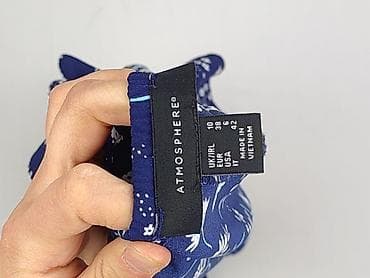 ATMOSPHERE®
UK/IRL 10
EUR 38
USA 6
IT 42
MADE IN
VIETNAM